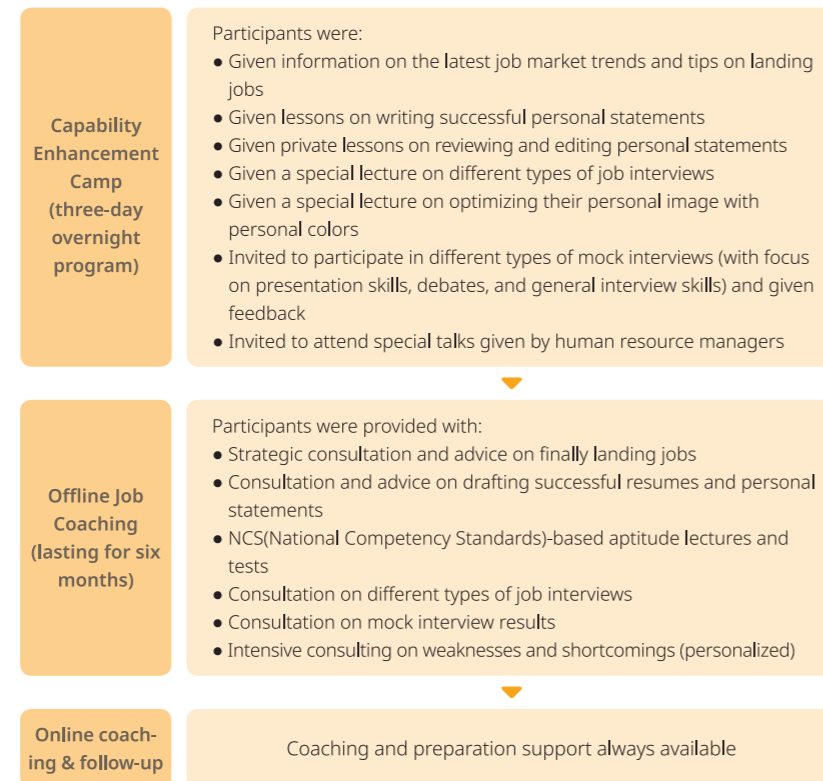 Capability
Enhancement
Camp
(three-day
overnight
program)
Participants were:
● Given information on the latest job market trends and tips on landing
jobs
● Given lessons on writing successful personal statements
● Given private lessons on reviewing and editing personal statements
● Given a special lecture on different types of job interviews
● Given a special lecture on optimizing their personal image with
personal colors
● Invited to participate in different types of mock interviews (with focus
on presentation skills, debates, and general interview skills) and given
feedback
● Invited to attend special talks given by human resource managers
Offline Job
Coaching
(lasting for six
months)
Participants were provided with:
● Strategic consultation and advice on finally landing jobs
● Consultation and advice on drafting successful resumes and personal
statements
● NCS(National Competency Standards)-based aptitude lectures and
tests
● Consultation on different types of job interviews
● Consultation on mock interview results
● Intensive consulting on weaknesses and shortcomings (personalized)
Online coach-
ing & follow-up
Coaching and preparation support always available